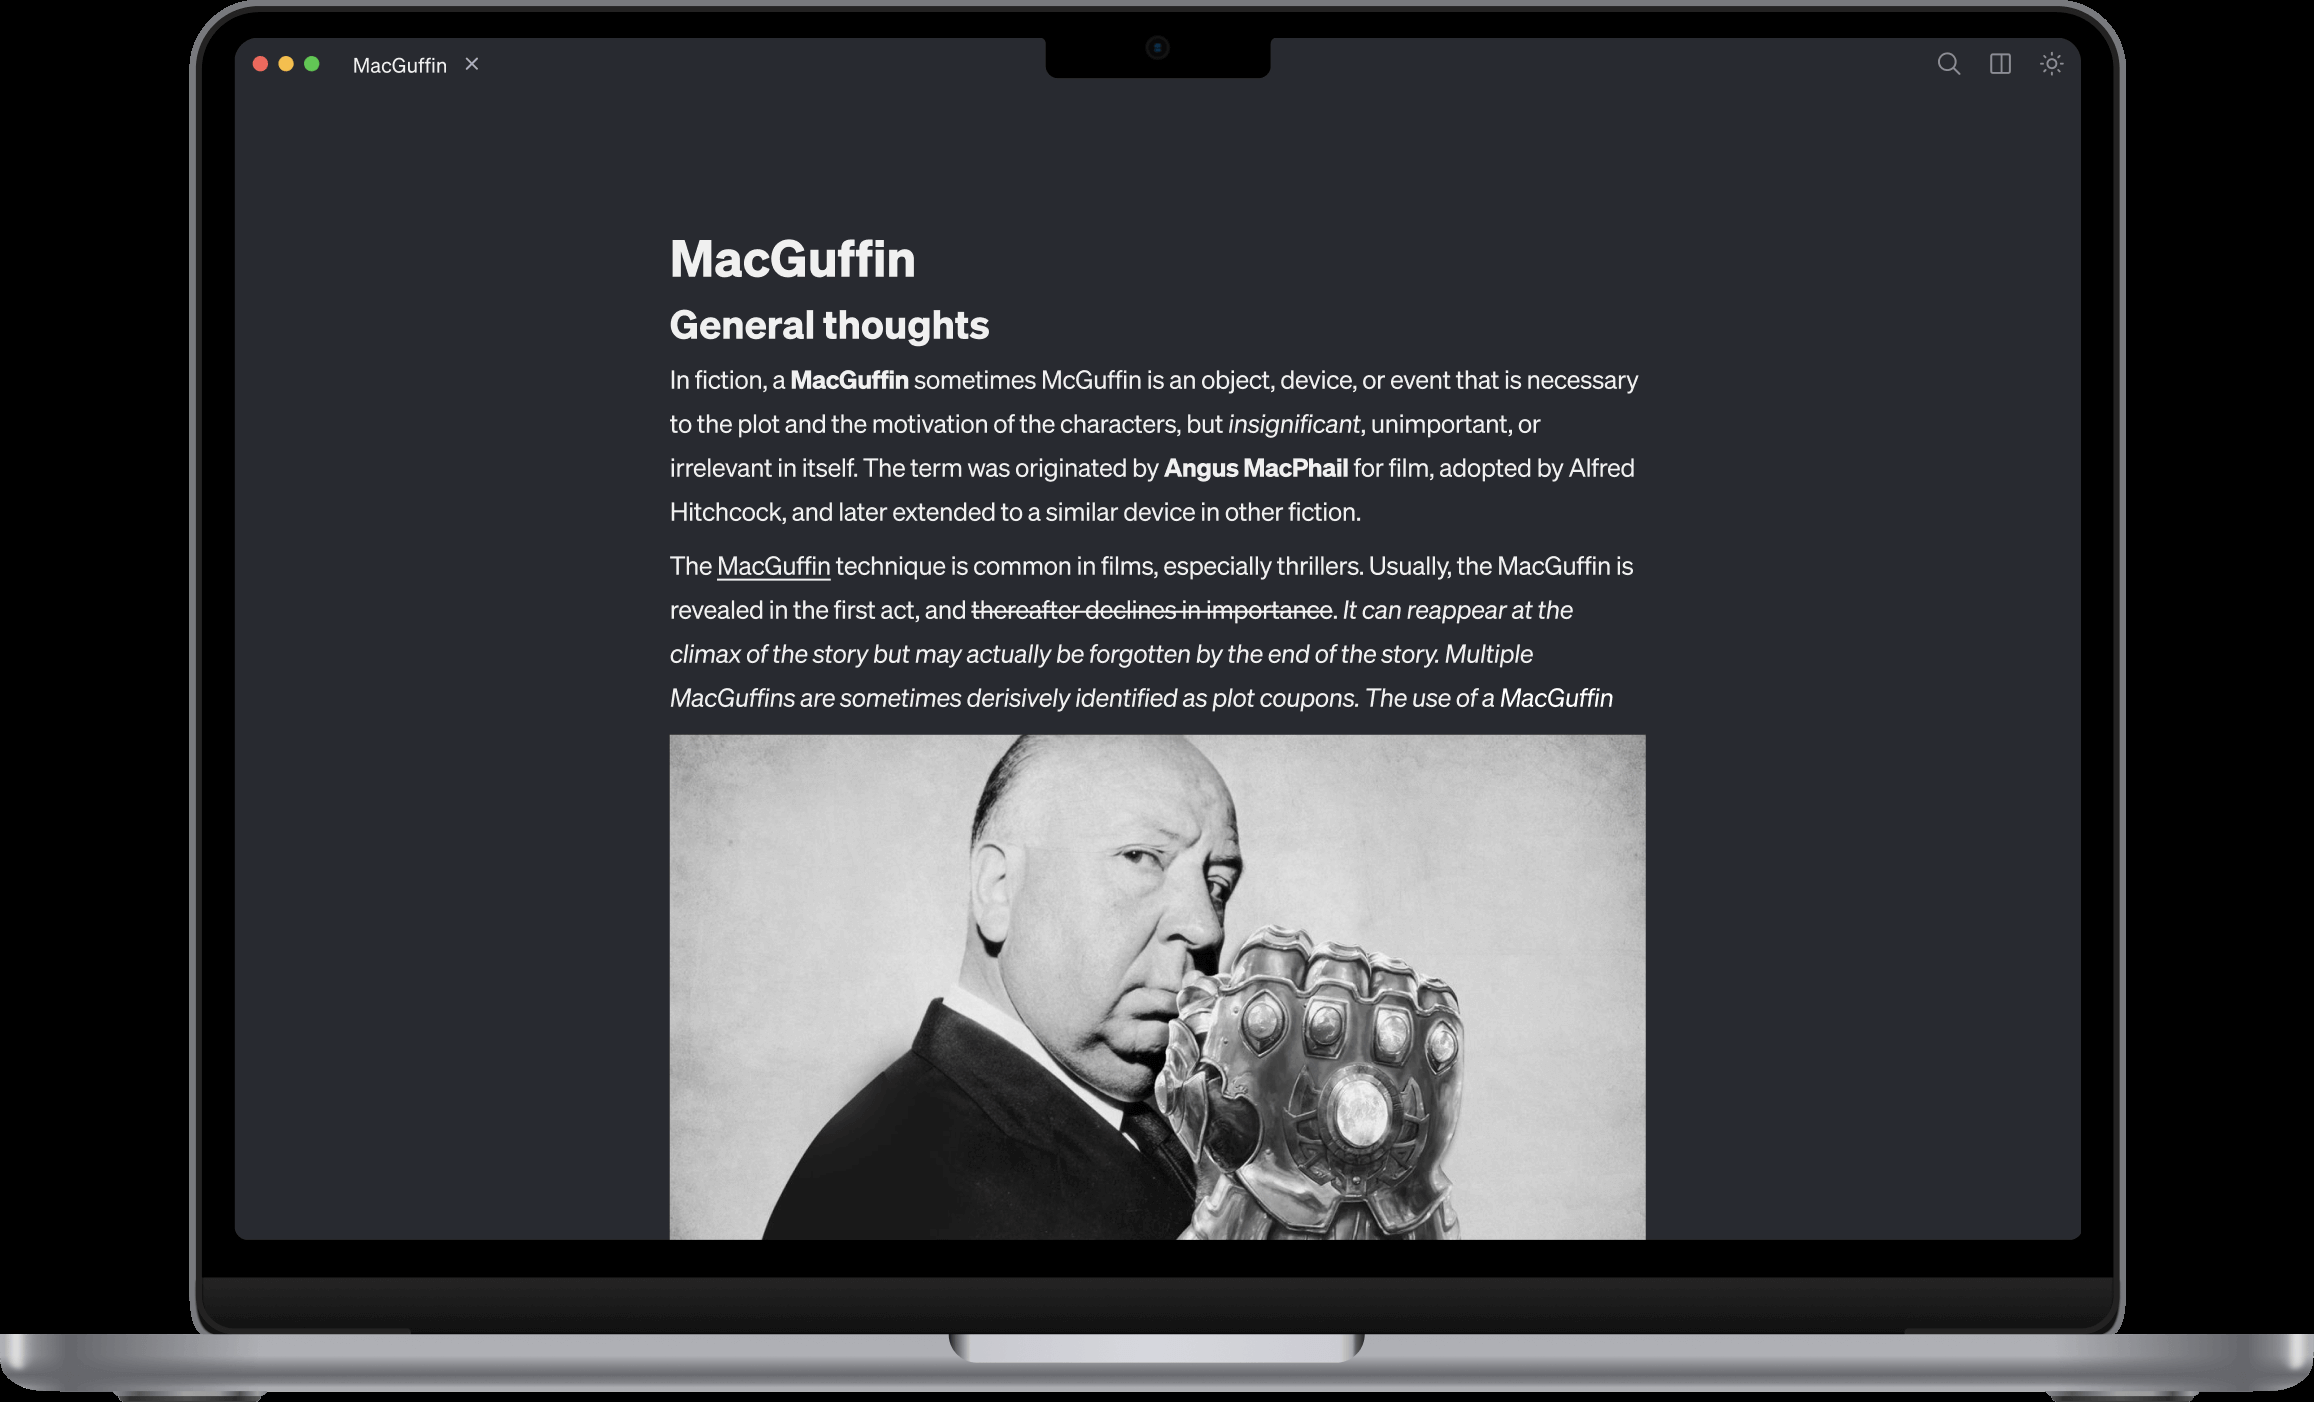 MacGuffin
MacGuffin
General thoughts
In fiction, a MacGuffin sometimes McGuffin is an object, device, or event that is necessary
to the plot and the motivation of the characters, but insignificant, unimportant, or
irrelevant in itself. The term was originated by Angus MacPhail for film, adopted by Alfred
Hitchcock, and later extended to a similar device in other fiction.
The MacGuffin technique is common in films, especially thrillers. Usually, the MacGuffin is
revealed in the first act, and thereafter declines in importance. It can reappear at the
climax of the story but may actually be forgotten by the end of the story. Multiple
MacGuffins are sometimes derisively identified as plot coupons. The use of a MacGuffin